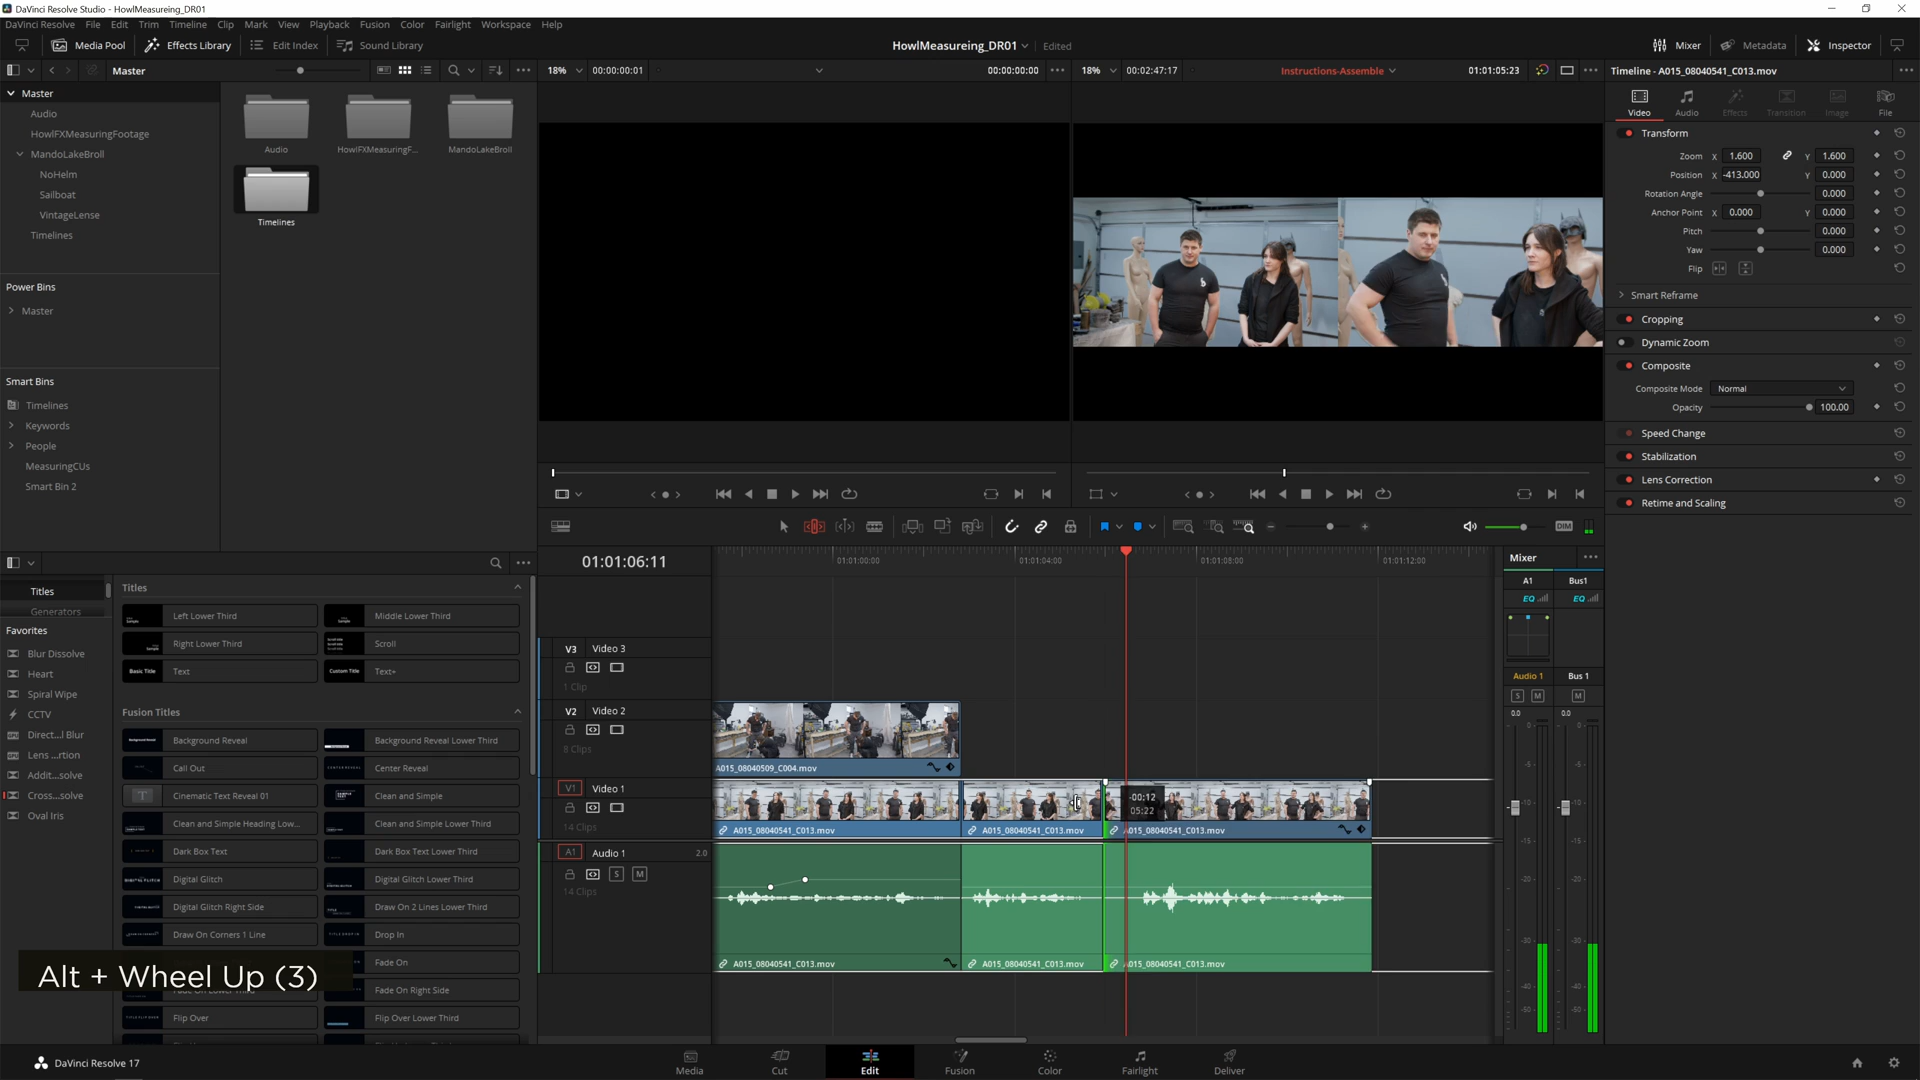 DaVinci Resolve Studio - HowlMeasureing_DR01
DaVinci Resolve File Edit Trim Timeline Clip Mark View Playback Fusion Color Fairlight Workspace Help
Media Pool Effects Library Edit Index Sound Library
HowlMeasureing_DR01 Edited
Mixer Metadata Inspector
Master
18% 00:00:00:01 00:00:00:00
18% 00:02:47:17 Instructions-Assemble 01:01:05:23
Timeline - A015_08040541_C013.mov
Master
Audio
HowlFXMeasuringFootage
MandoLakeBroll
NoHelm
Sailboat
VintageLense
Timelines
Power Bins
Master
Smart Bins
Timelines
Keywords
People
MeasuringCUs
Smart Bin 2
Audio HowlFXMeasuringF... MandoLakeBroll
Timelines
Video Audio Effects Transition Image File
Transform
Zoom X 1.600 Y 1.600
Position X -413.000 Y 0.000
Rotation Angle 0.000
Anchor Point X 0.000 Y 0.000
Pitch 0.000
Yaw 0.000
Flip
Smart Reframe
Cropping
Dynamic Zoom
Composite
Composite Mode Normal
Opacity 100.00
Speed Change
Stabilization
Lens Correction
Retime and Scaling
DIM
01:01:06:11
01:01:00:00 01:01:04:00 01:01:08:00 01:01:12:00
V3 Video 3
1 Clip
V2 Video 2
8 Clips
A015_08040509_C004.mov
V1 Video 1
14 Clips
-00:12
05:22
A015_08040541_C013.mov A015_08040541_C013.mov A015_08040541_C013.mov
A1 Audio 1 2.0
S M
14 Clips
A015_08040541_C013.mov A015_08040541_C013.mov A015_08040541_C013.mov
Mixer
A1 Bus1
EQ EQ
Audio 1 Bus 1
S M M
0.0 0.0
Titles
Generators
Favorites
Blur Dissolve
Heart
Spiral Wipe
CCTV
Direct...l Blur
Lens ...rtion
Addit...solve
Cross...solve
Oval Iris
Titles
Left Lower Third Middle Lower Third
Right Lower Third Scroll
Basic Title Text Custom Title Text+
Fusion Titles
Background Reveal Background Reveal Lower Third
Call Out Center Reveal
Cinematic Text Reveal 01 Clean and Simple
Clean and Simple Heading Low... Clean and Simple Lower Third
Dark Box Text Dark Box Text Lower Third
Digital Glitch Digital Glitch Lower Third
Digital Glitch Right Side Draw On 2 Lines Lower Third
Draw On Corners 1 Line Drop In
Fade On
Fade On Lower Third Fade On Right Side
Flip Over Flip Over Lower Third
Alt + Wheel Up (3)
DaVinci Resolve 17
Media Cut Edit Fusion Color Fairlight Deliver